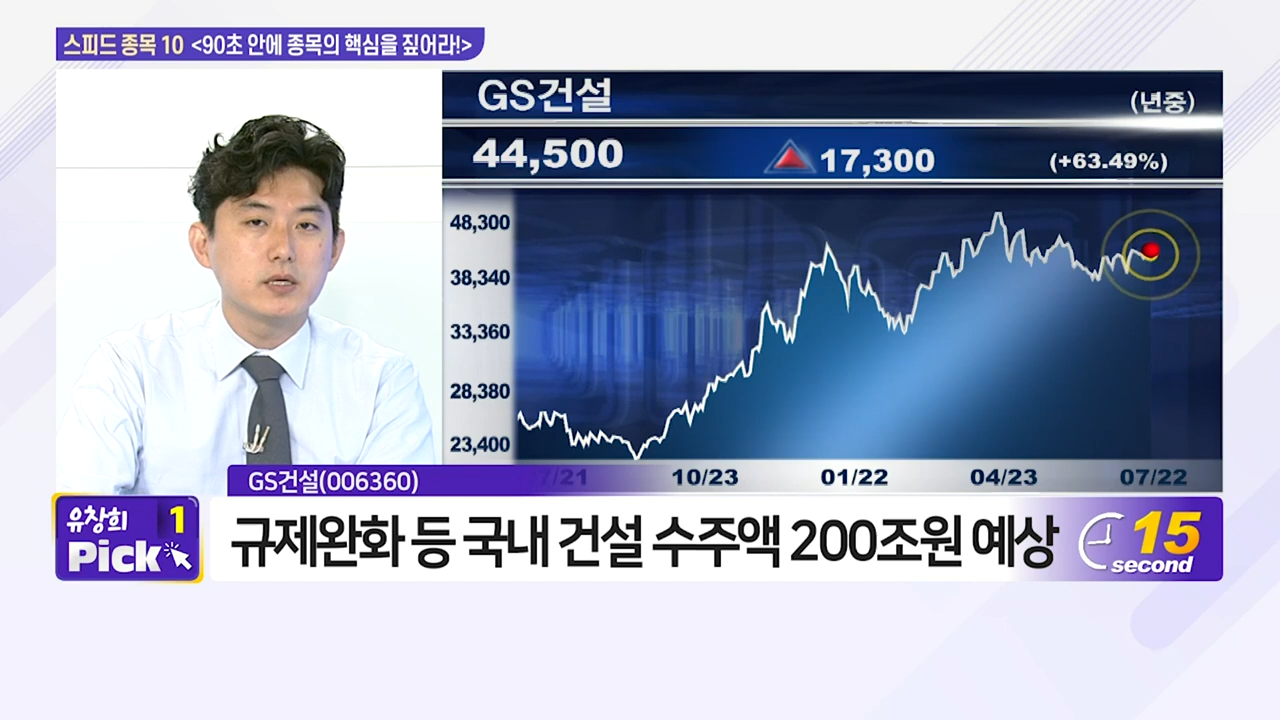 스피드 종목 10 <90초 안에 종목의 핵심을 짚어라!>
GS건설
(년중)
44,500
▲ 17,300
(+63.49%)
48,300
38,340
33,360
28,380
23,400
7/21
10/23
01/22
04/23
07/22
GS건설(006360)
유창희 1
Pick
규제완화 등 국내 건설 수주액 200조원 예상
15
second